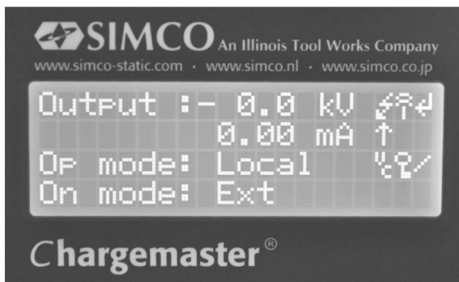 SIMCO An Illinois Tool Works Company
www.simco-static.com · www.simco.nl · www.simco.co.jp
Output :- 0.0 kV
0.00 mA
Op mode: Local
On mode: Ext
Chargemaster®